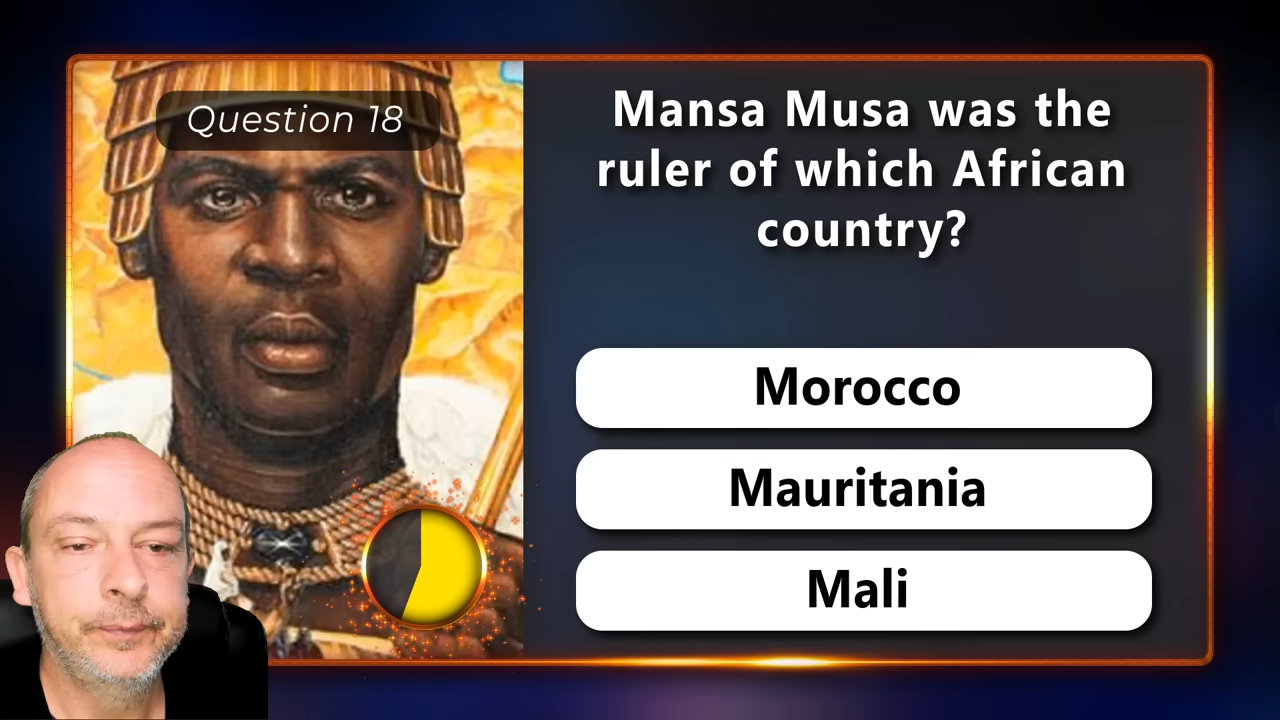 Question 18
Mansa Musa was the
ruler of which African
country?
Morocco
Mauritania
Mali